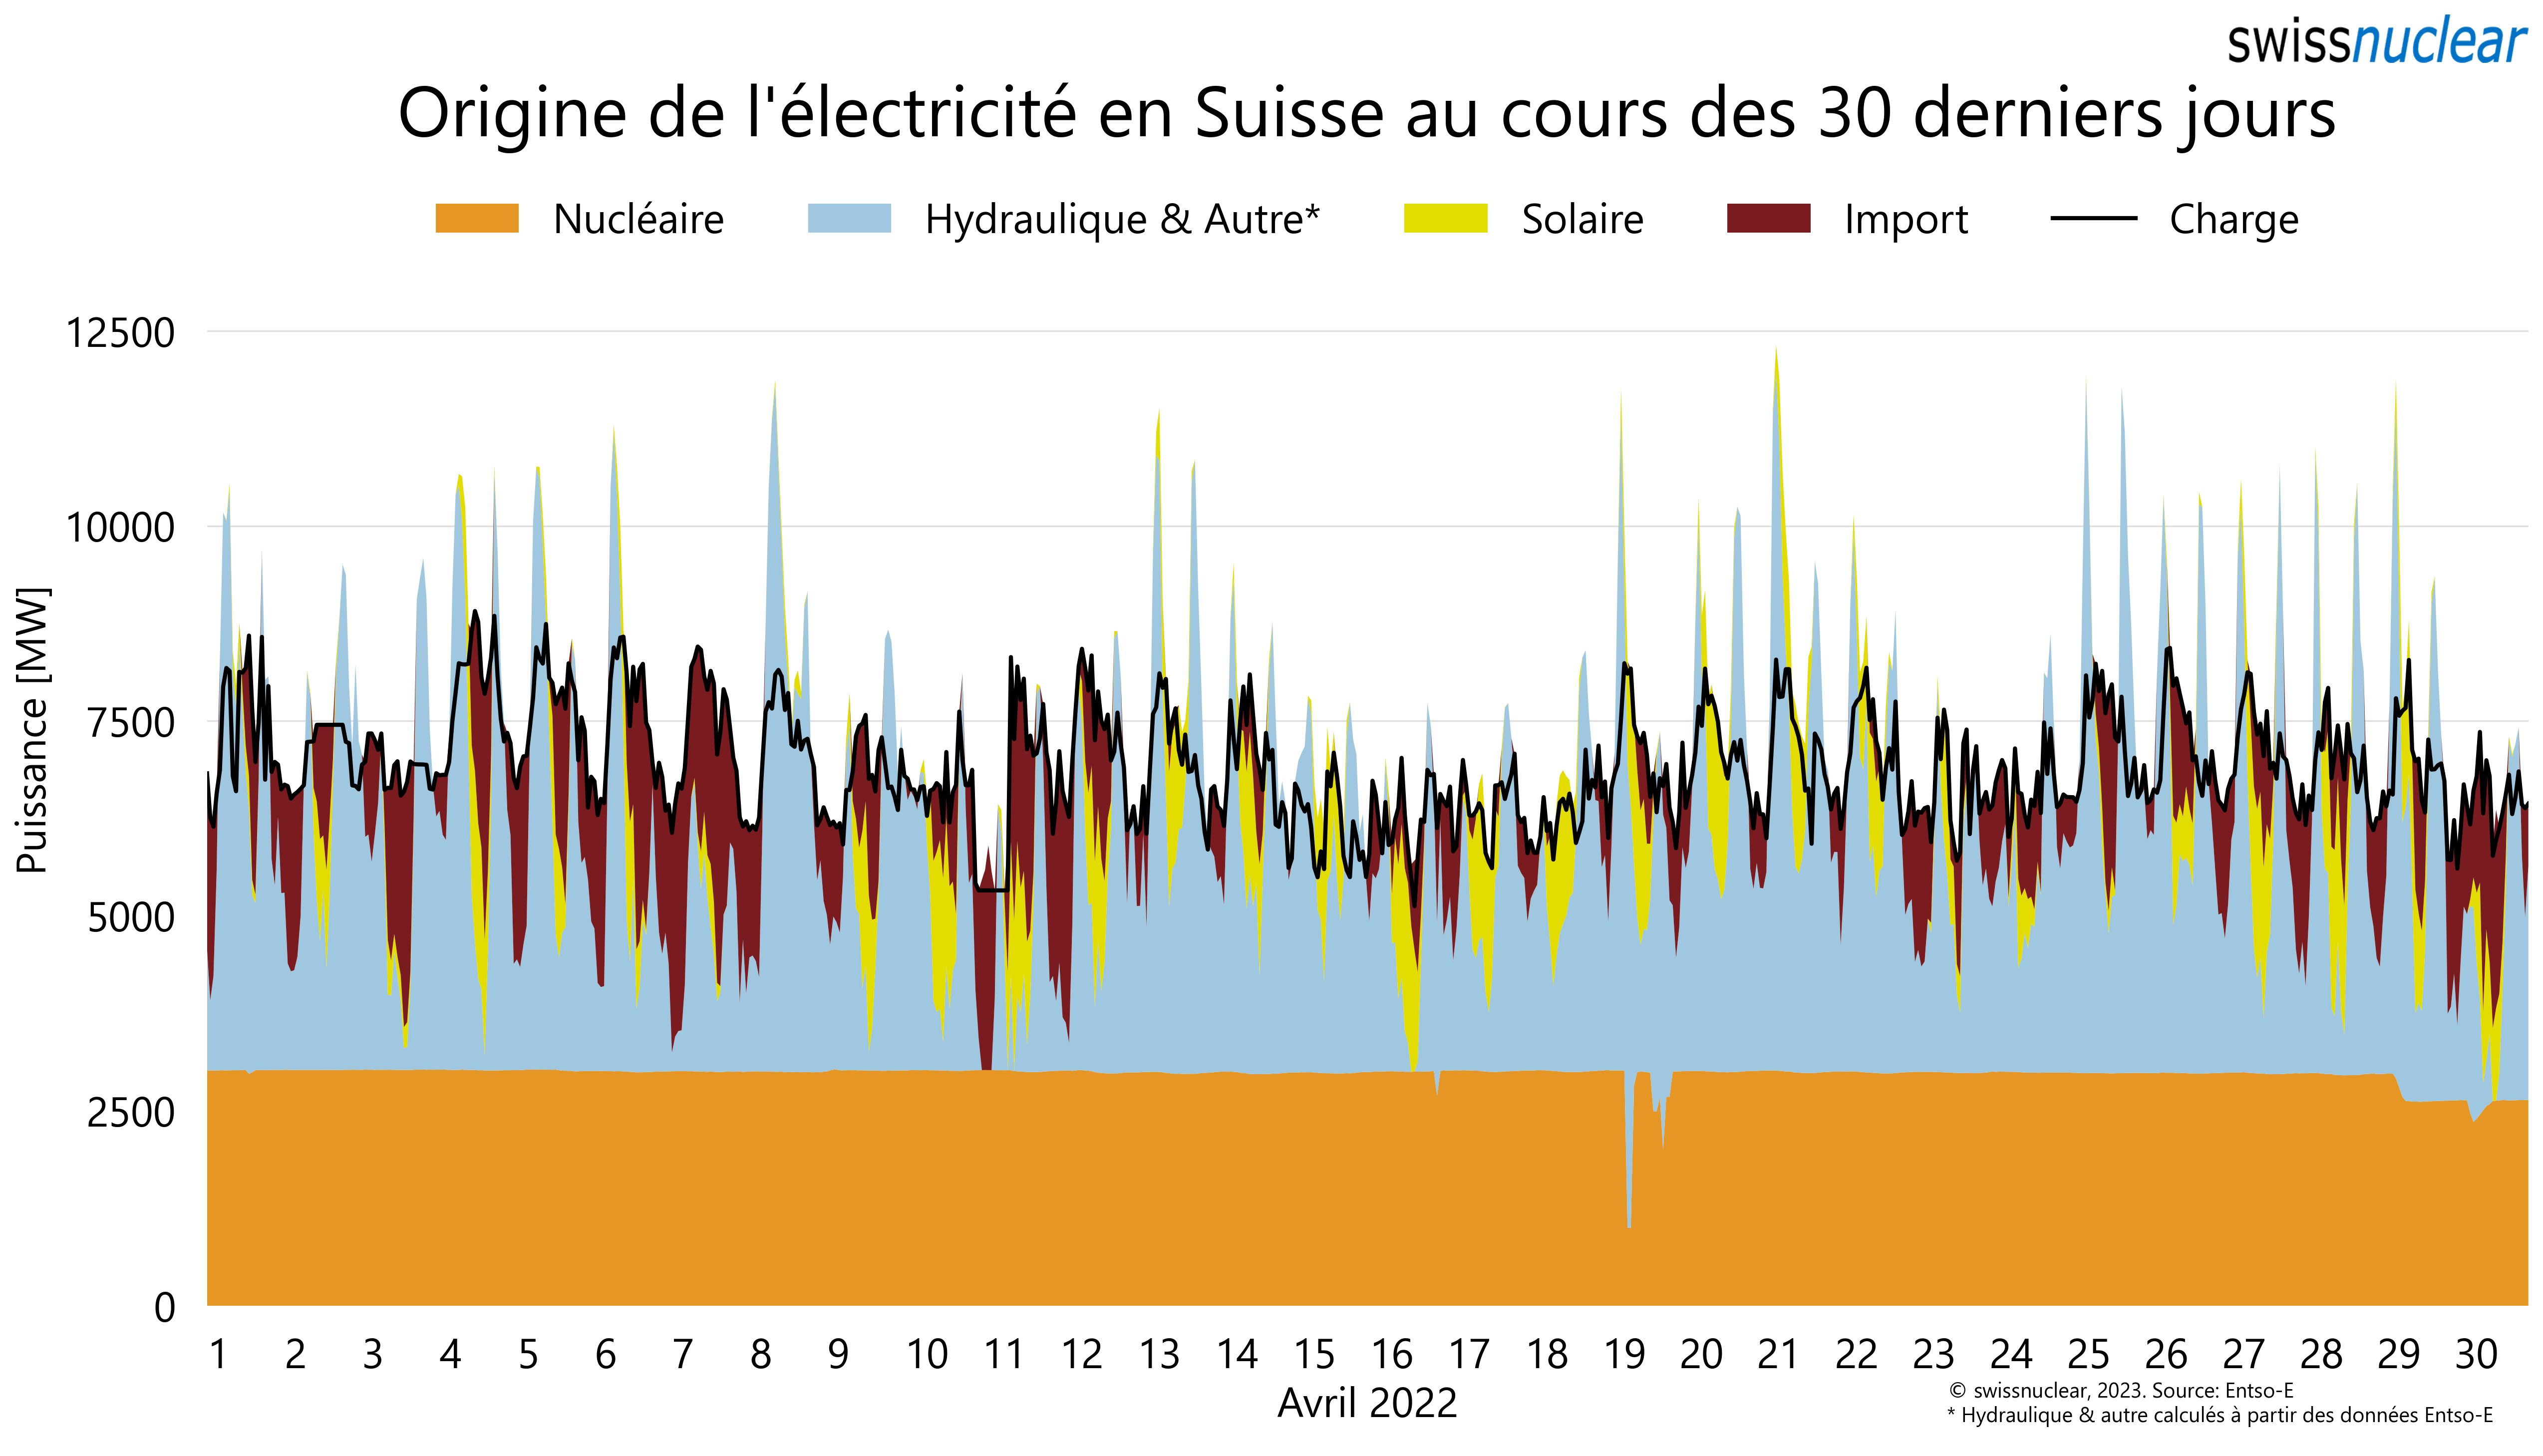 swissnuclear
Origine de l'électricité en Suisse au cours des 30 derniers jours
Nucléaire Hydraulique & Autre* Solaire Import Charge
Puissance [MW]
12500
10000
7500
5000
2500
0
1 2 3 4 5 6 7 8 9 10 11 12 13 14 15 16 17 18 19 20 21 22 23 24 25 26 27 28 29 30
Avril 2022
© swissnuclear, 2023. Source: Entso-E
* Hydraulique & autre calculés à partir des données Entso-E